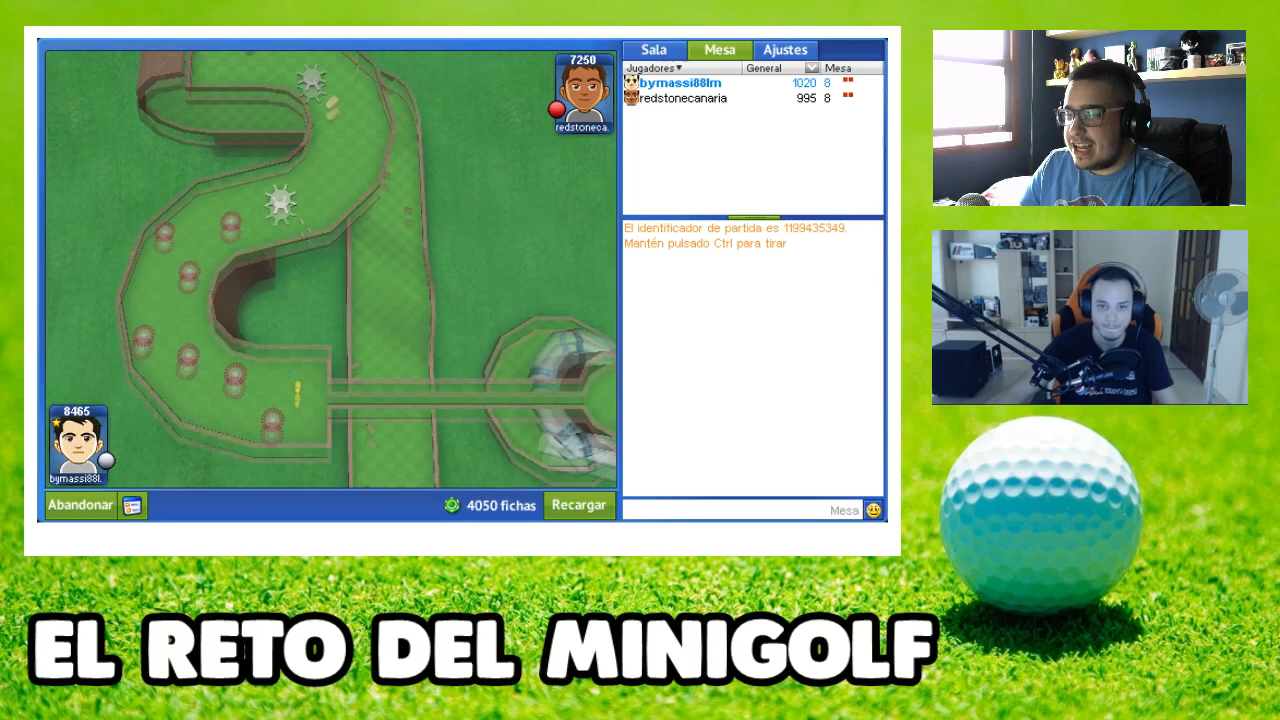 7250
redstoneca.
8465
bymassi88l.
Abandonar
4050 fichas
Recargar
Sala Mesa Ajustes
Jugadores▼ General Mesa
bymassi88lm 1020 8
redstonecanaria 995 8
El identificador de partida es 1199435349.
Mantén pulsado Ctrl para tirar
Mesa
EL RETO DEL MINIGOLF